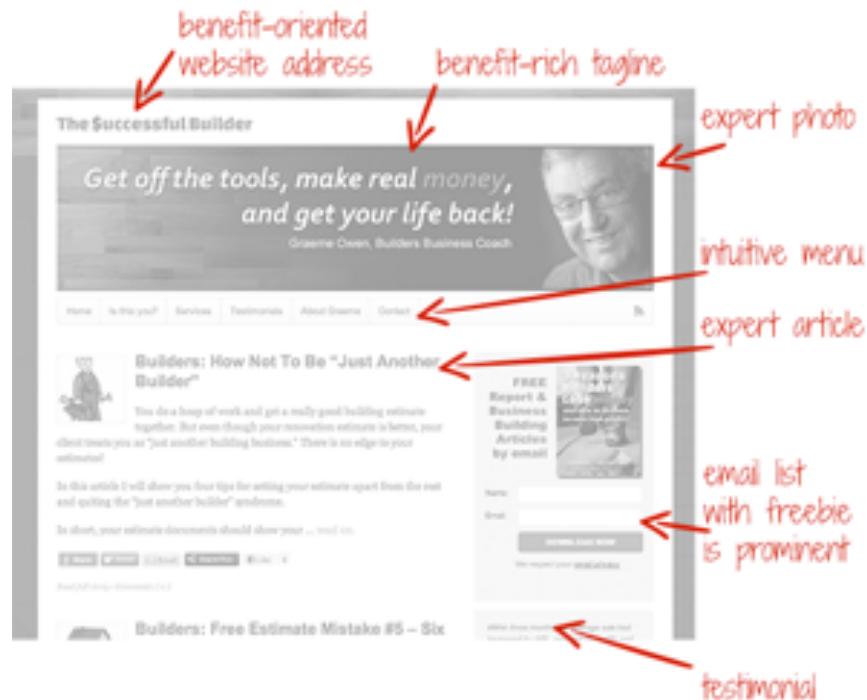 benefit-oriented
website address
benefit-rich tagline
The $uccessful Builder
expert photo
Get off the tools, make real money,
and get your life back!
Graeme Owen, Builders Business Coach
intuitive menu
Home Is this you? Services Testimonials About Graeme Contact
expert article
Builders: How Not To Be "Just Another
Builder"
You do a heap of work and get a really good building estimate
together. But even though your renovation estimate is better, your
client treats you as "just another building business." There is no edge to your
estimates!
In this article I will show you four tips for setting your estimate apart from the rest
and quiting the "just another builder" syndrome.
In short, your estimate documents should show your ... read on.
FREE
Report &
Business
Building
Articles
by email
Name
Email
DOWNLOAD NOW
We respect your email privacy
email list
with freebie
is prominent
Builders: Free Estimate Mistake #5 – Six
testimonial